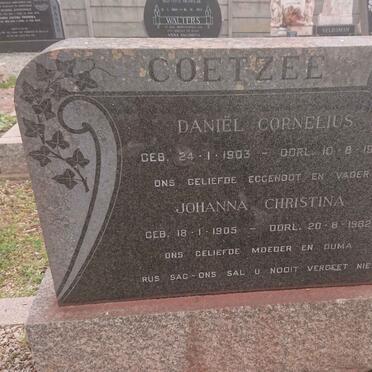 WALTERS
COETZEE
DANIËL CORNELIUS
GEB. 24-1-1903 - OORL. 10-8-19
ONS GELIEFDE EGGENOOT EN VADER
JOHANNA CHRISTINA
GEB. 18-1-1905 - OORL. 20-8-1982
ONS GELIEFDE MOEDER EN OUMA
RUS SAG-ONS SAL U NOOIT VERGEET NIE